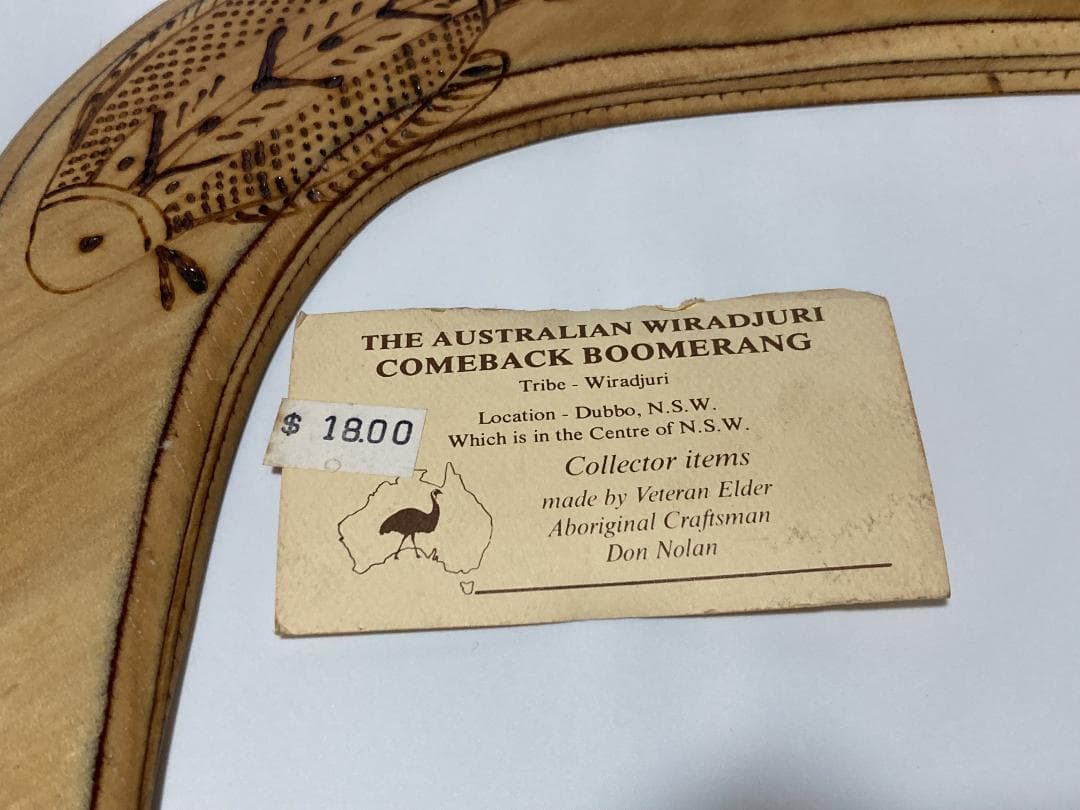 THE AUSTRALIAN WIRADJURI
COMEBACK BOOMERANG
Tribe - Wiradjuri
Location - Dubbo, N.S.W.
Which is in the Centre of N.S.W.
$ 18.00
Collector items
made by Veteran Elder
Aboriginal Craftsman
Don Nolan